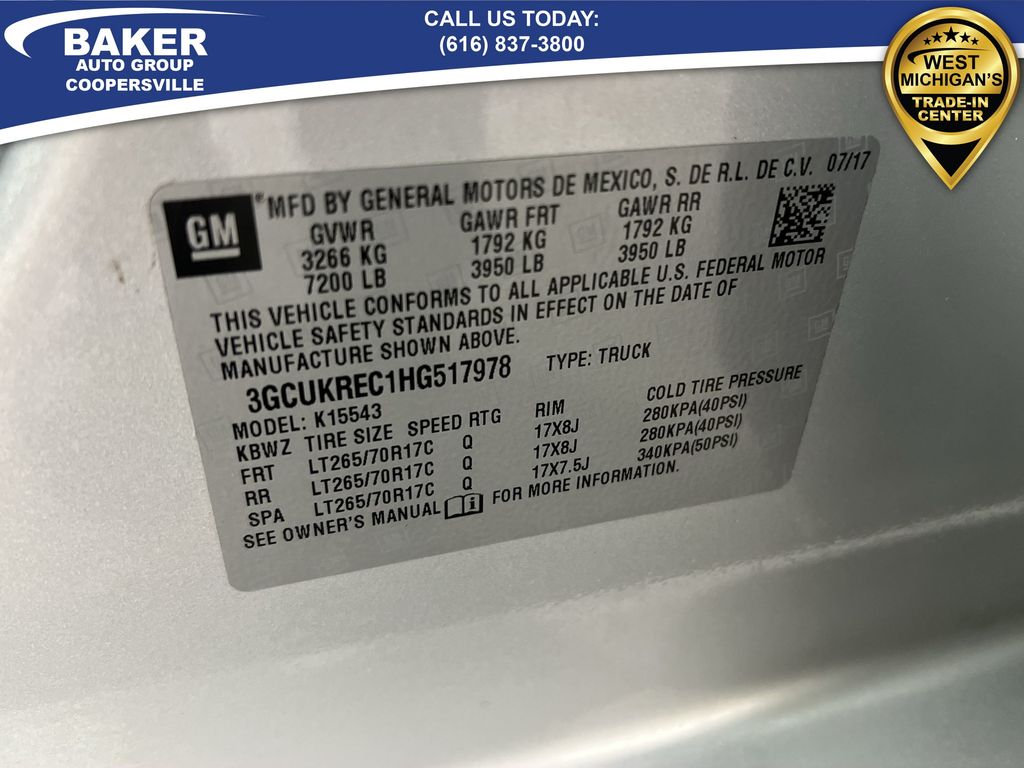 BAKER
AUTO GROUP
COOPERSVILLE
CALL US TODAY:
(616) 837-3800
WEST
MICHIGAN'S
TRADE-IN
CENTER
GM
MFD BY GENERAL MOTORS DE MEXICO, S. DE R.L. DE C.V. 07/17
GVWR GAWR FRT GAWR RR
3266 KG 1792 KG 1792 KG
7200 LB 3950 LB 3950 LB
THIS VEHICLE CONFORMS TO ALL APPLICABLE U.S. FEDERAL MOTOR
VEHICLE SAFETY STANDARDS IN EFFECT ON THE DATE OF
MANUFACTURE SHOWN ABOVE.
3GCUKREC1HG517978 TYPE: TRUCK
MODEL: K15543
KBWZ TIRE SIZE SPEED RTG RIM COLD TIRE PRESSURE
FRT LT265/70R17C Q 17X8J 280KPA(40PSI)
RR LT265/70R17C Q 17X8J 280KPA(40PSI)
SPA LT265/70R17C Q 17X7.5J 340KPA(50PSI)
SEE OWNER'S MANUAL FOR MORE INFORMATION.